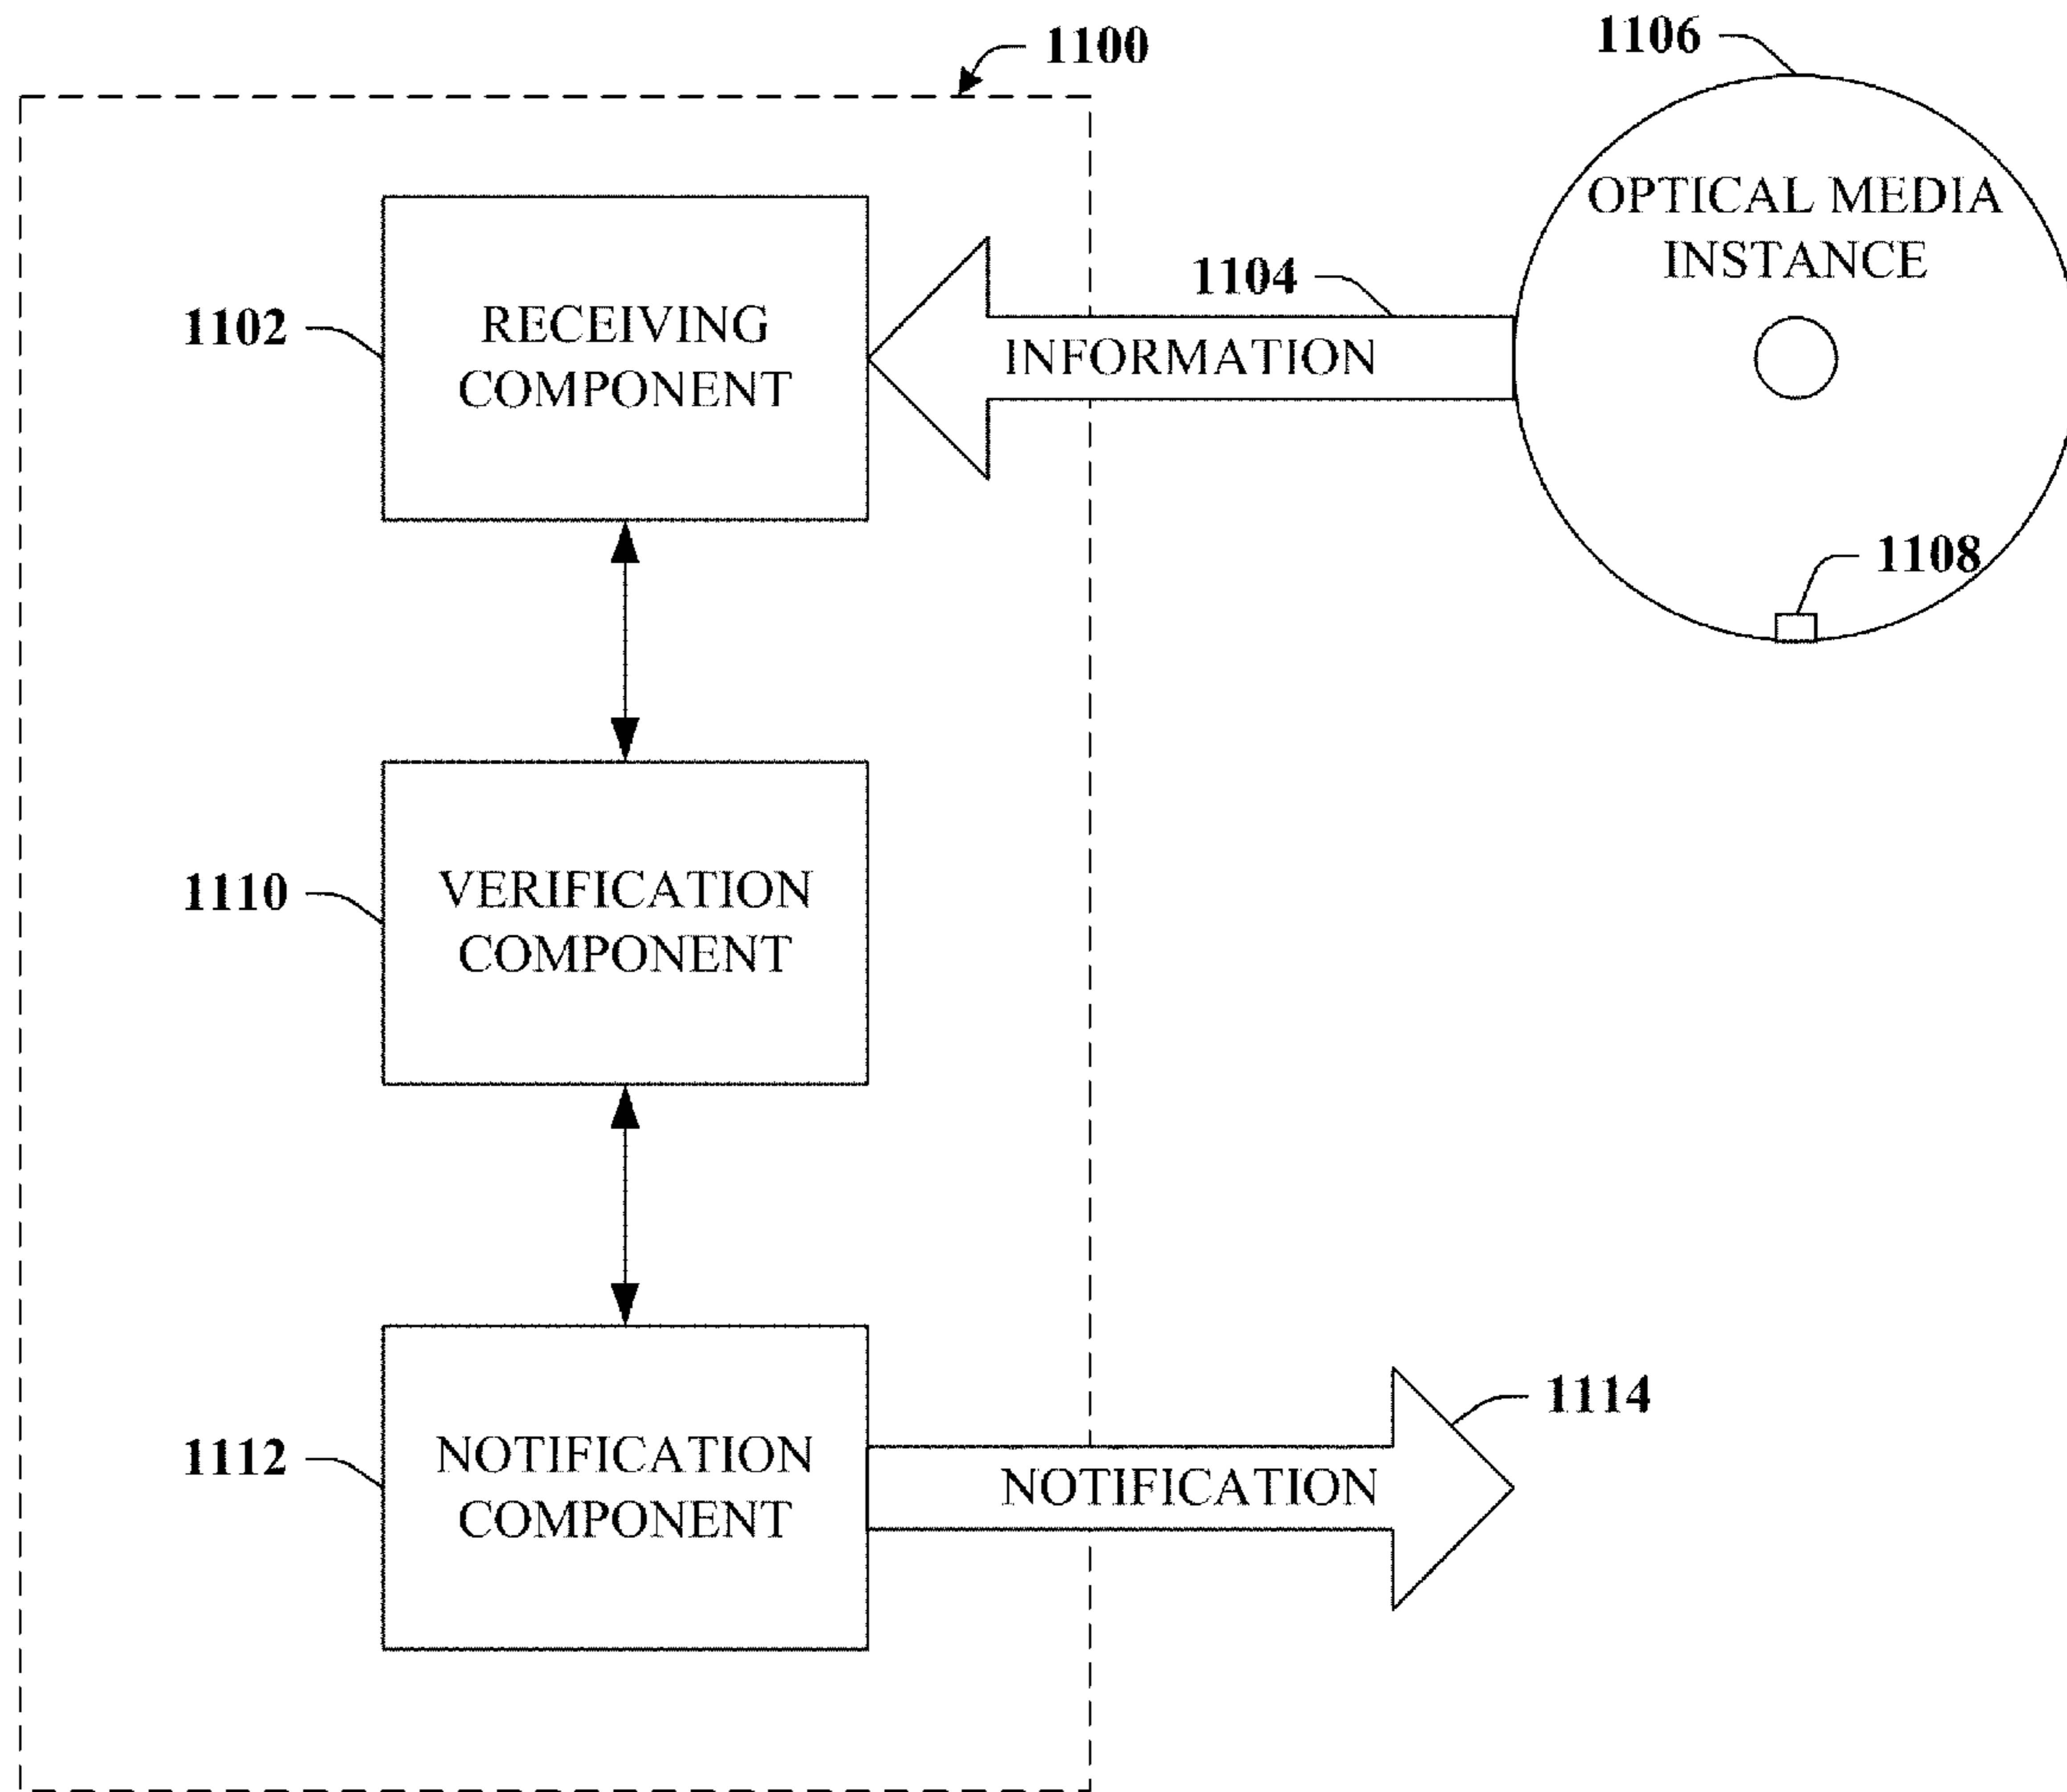 1100
1106
OPTICAL MEDIA
INSTANCE
1104
INFORMATION
1102
RECEIVING
COMPONENT
1108
1110
VERIFICATION
COMPONENT
1114
1112
NOTIFICATION
COMPONENT
NOTIFICATION